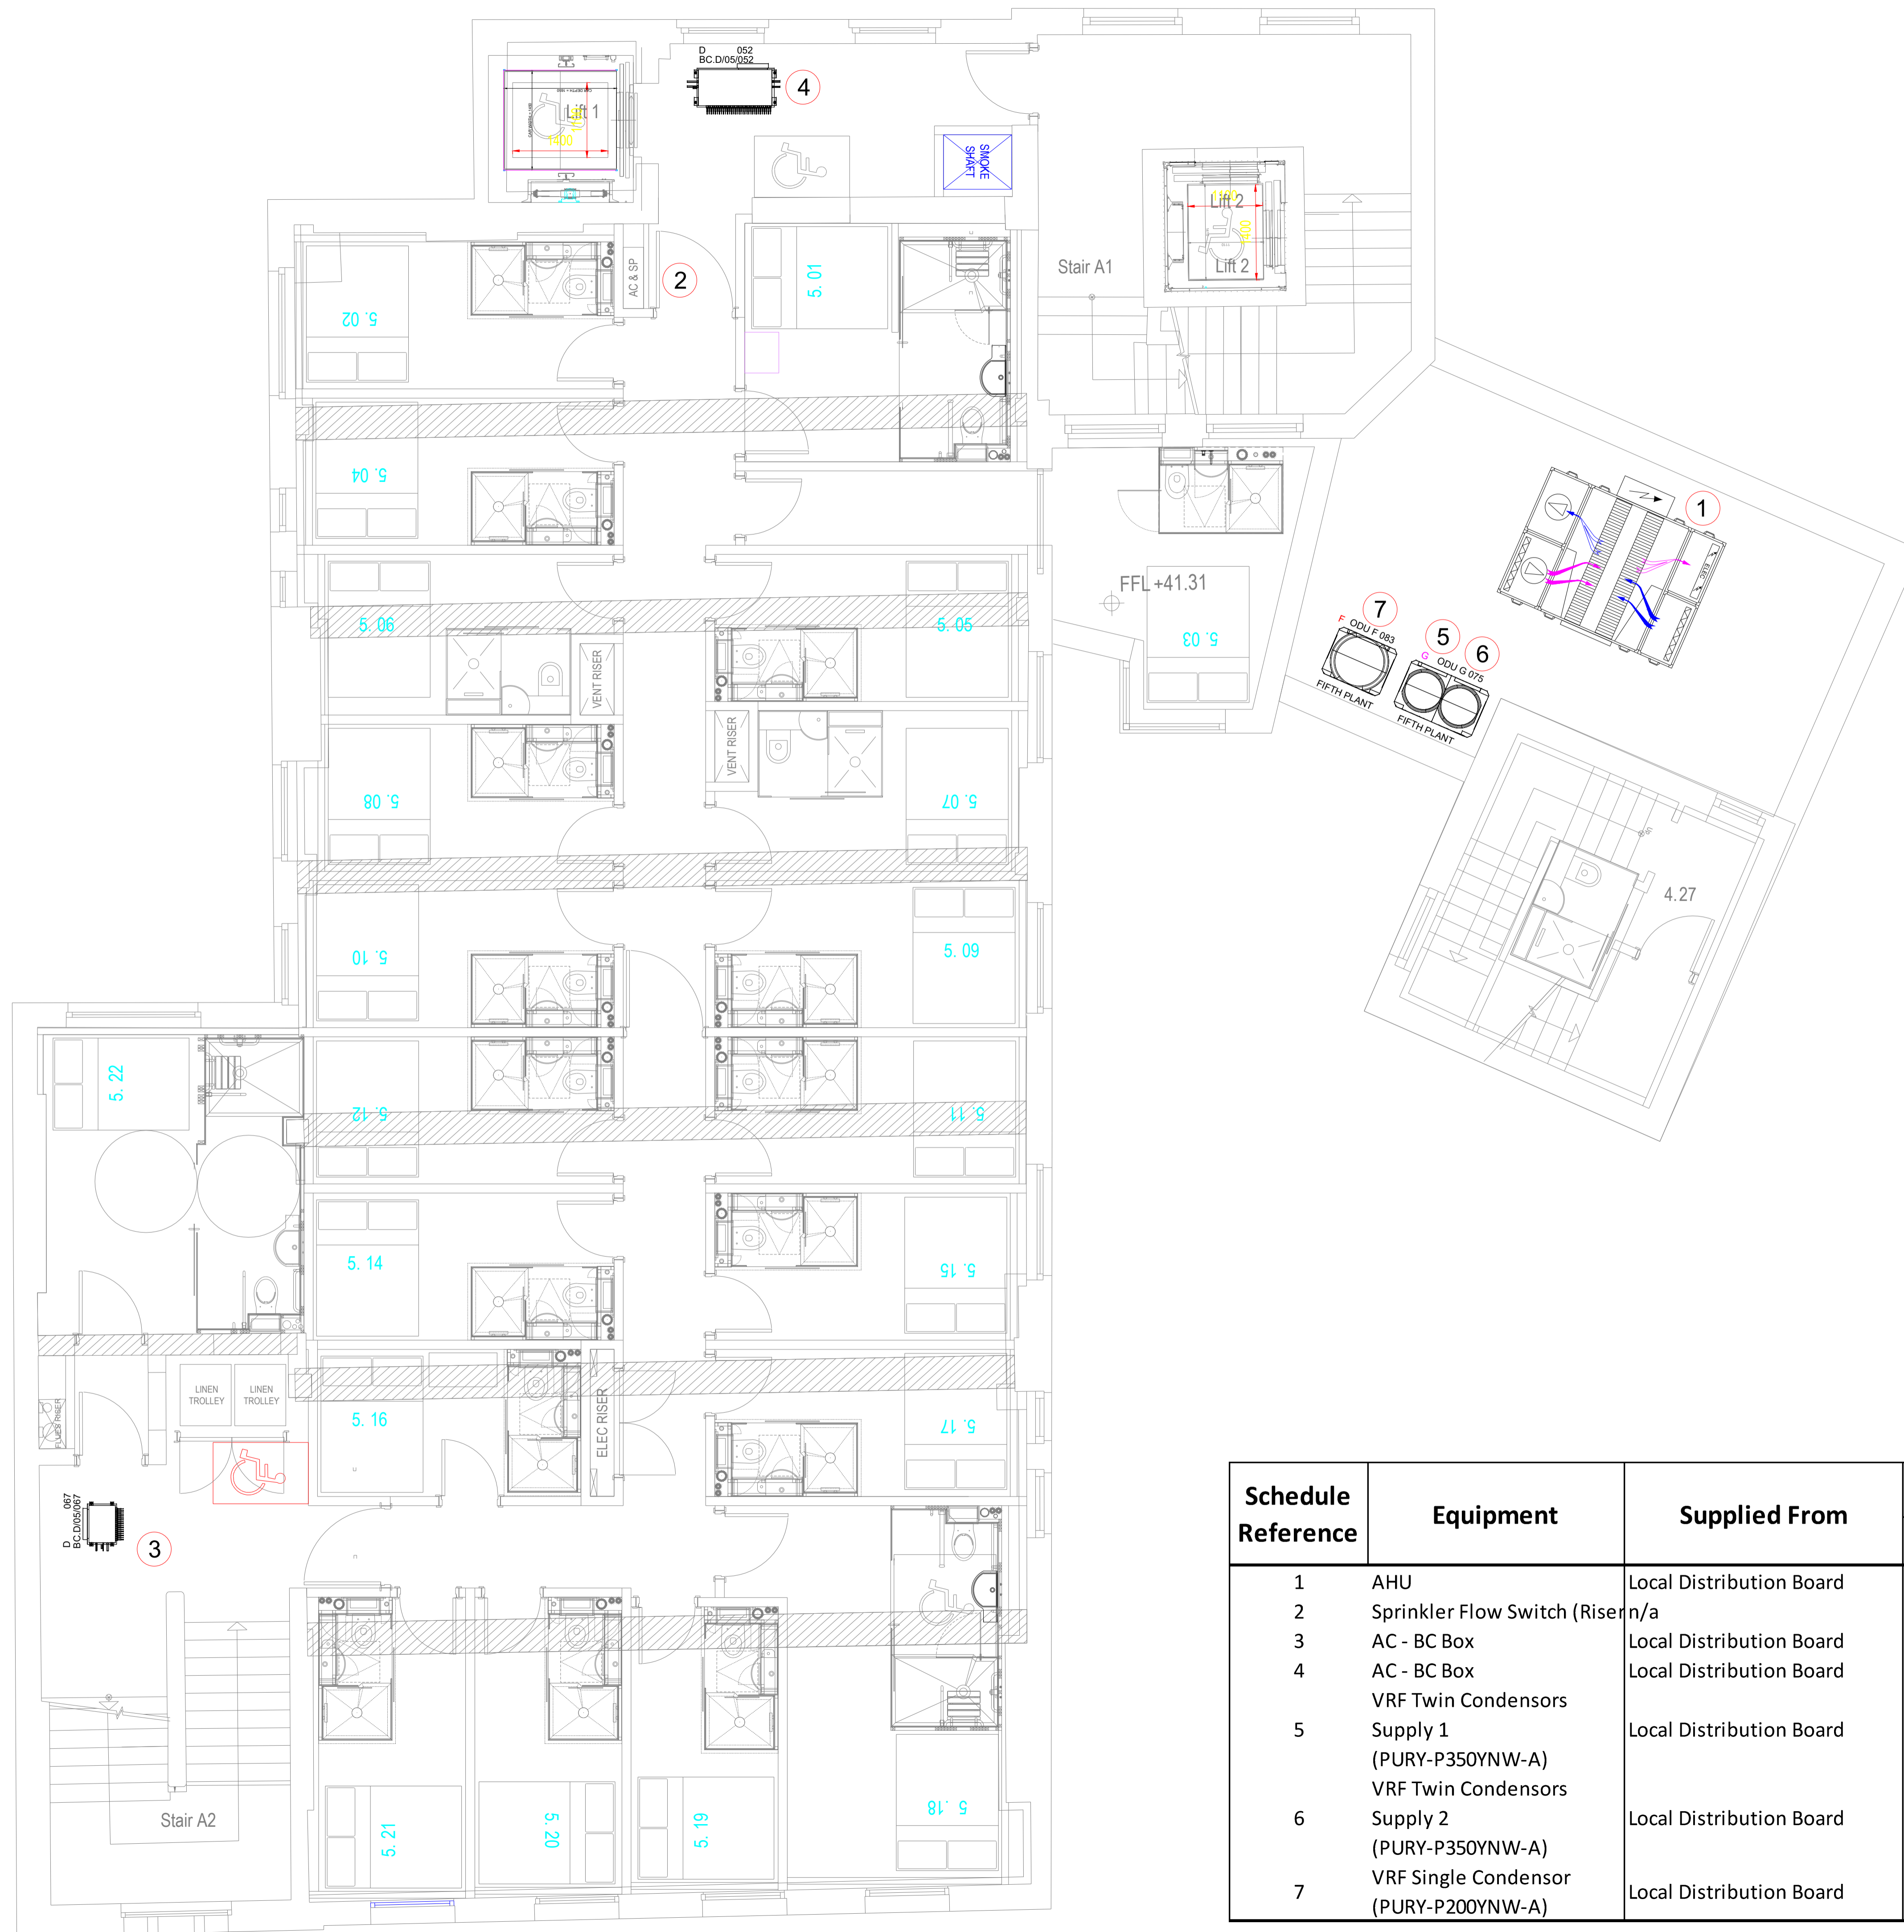 D 052
BC.D/05/052
4
Lift 1
1400
SMOKE
SHAFT
1170
Lift 2
1400
Lift 2
Stair A1
AC & SP
2
5. 01
5. 02
5. 04
FFL +41.31
5. 03
1
ELEC
7
F ODU F 083
FIFTH PLANT
5
6
G ODU G 075
FIFTH PLANT
5. 06
VENT RISER
5. 05
VENT RISER
5. 08
5. 07
4.27
5. 10
5. 09
5. 22
5. 12
5. 11
5. 14
5. 15
LINEN
TROLLEY
LINEN
TROLLEY
FLUES RISER
5. 16
ELEC RISER
5. 17
D 067
BC.D/05/067
3
Stair A2
5. 21
5. 20
5. 19
5. 18
Schedule Reference Equipment Supplied From
1 AHU Local Distribution Board
2 Sprinkler Flow Switch (Riser n/a
3 AC - BC Box Local Distribution Board
4 AC - BC Box Local Distribution Board
VRF Twin Condensors
5 Supply 1 Local Distribution Board
(PURY-P350YNW-A)
VRF Twin Condensors
6 Supply 2 Local Distribution Board
(PURY-P350YNW-A)
VRF Single Condensor
7 Local Distribution Board
(PURY-P200YNW-A)